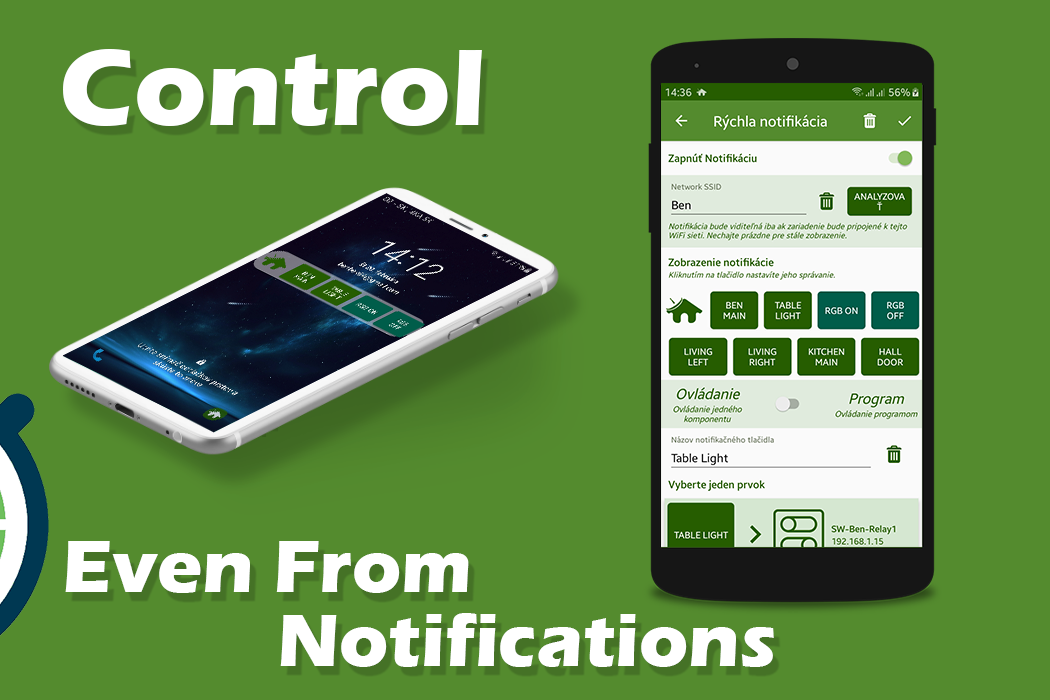 Control
14:36
56%
Rýchla notifikácia
Zapnúť Notifikáciu
Network SSID
Ben
ANALYZOVA
Ť
Notifikácia bude viditeľná iba ak zariadenie bude pripojené k tejto
WiFi sieti. Nechajte prázdne pre stále zobrazenie.
Zobrazenie notifikácie
Kliknutím na tlačidlo nastavíte jeho správanie.
BEN
MAIN
TABLE
LIGHT
RGB ON
RGB
OFF
LIVING
LEFT
LIVING
RIGHT
KITCHEN
MAIN
HALL
DOOR
Ovládanie
Ovládanie jedného
komponentu
Program
Ovládanie programom
Názov notifikačného tlačidla
Table Light
Vyberte jeden prvok
TABLE LIGHT
SW-Ben-Relay1
192.168.1.15
14:12
RGB ON
Even From
Notifications